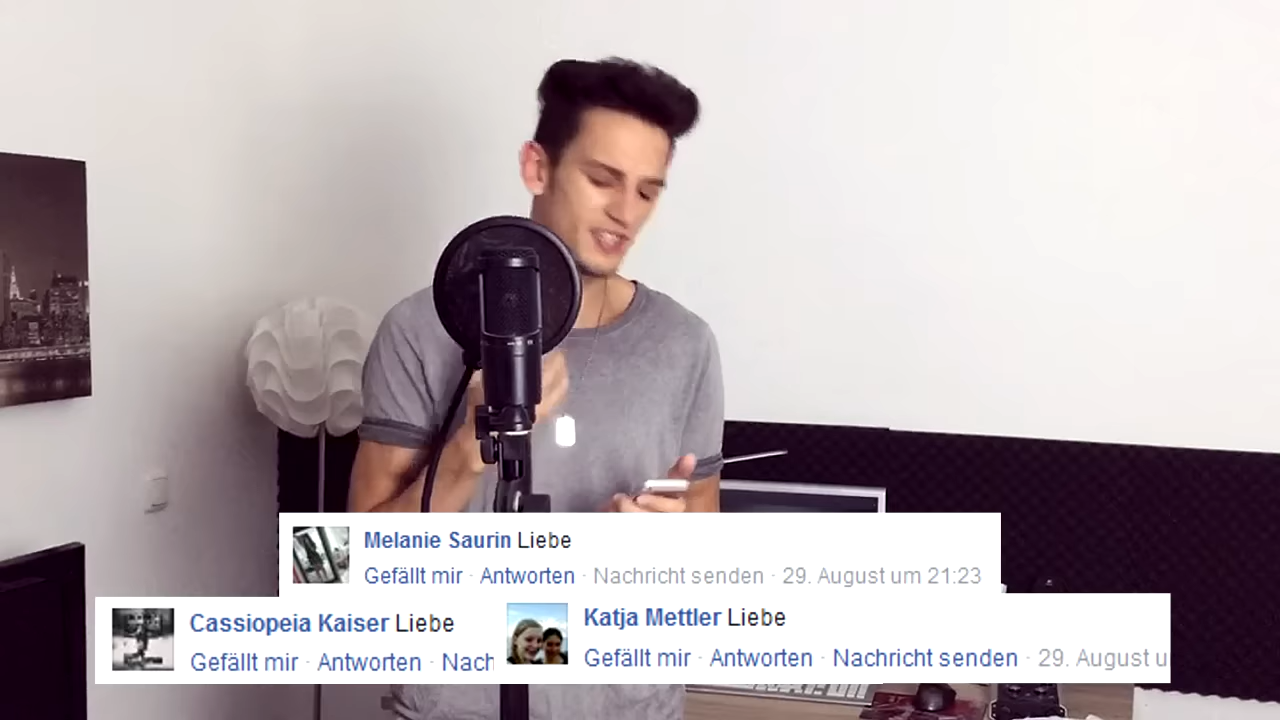 Melanie Saurin Liebe
Gefällt mir · Antworten · Nachricht senden · 29. August um 21:23
Cassiopeia Kaiser Liebe
Gefällt mir · Antworten · Nach
Katja Mettler Liebe
Gefällt mir · Antworten · Nachricht senden · 29. August u